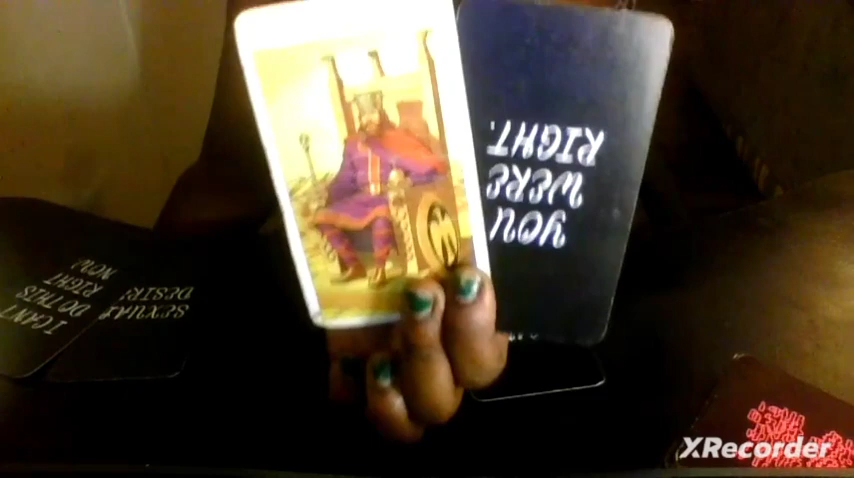 YOU
WERE
RIGHT.
I CAN'T
DO THIS
RIGHT
NOW.
SEXUAL
DESIRE
XRecorder